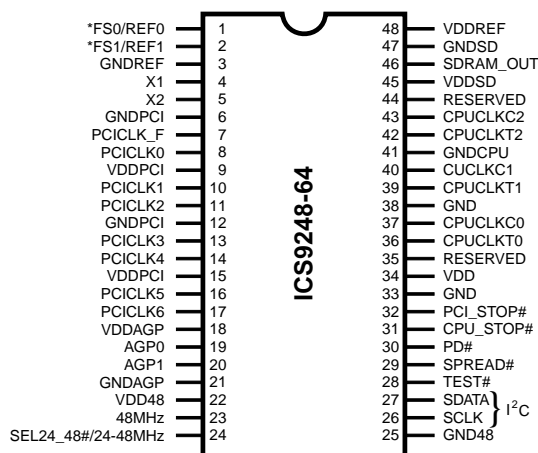 *FS0/REF0 1 48 VDDREF
*FS1/REF1 2 47 GNDSD
GNDREF 3 46 SDRAM_OUT
X1 4 45 VDDSD
X2 5 44 RESERVED
GNDPCI 6 43 CPUCLKC2
PCICLK_F 7 42 CPUCLKT2
PCICLK0 8 41 GNDCPU
VDDPCI 9 40 CUCLKC1
PCICLK1 10 39 CPUCLKT1
PCICLK2 11 38 GND
GNDPCI 12 37 CPUCLKC0
PCICLK3 13 36 CPUCLKT0
PCICLK4 14 35 RESERVED
VDDPCI 15 34 VDD
PCICLK5 16 33 GND
PCICLK6 17 32 PCI_STOP#
VDDAGP 18 31 CPU_STOP#
AGP0 19 30 PD#
AGP1 20 29 SPREAD#
GNDAGP 21 28 TEST#
VDD48 22 27 SDATA
48MHz 23 26 SCLK
SEL24_48#/24-48MHz 24 25 GND48
I²C
ICS9248-64